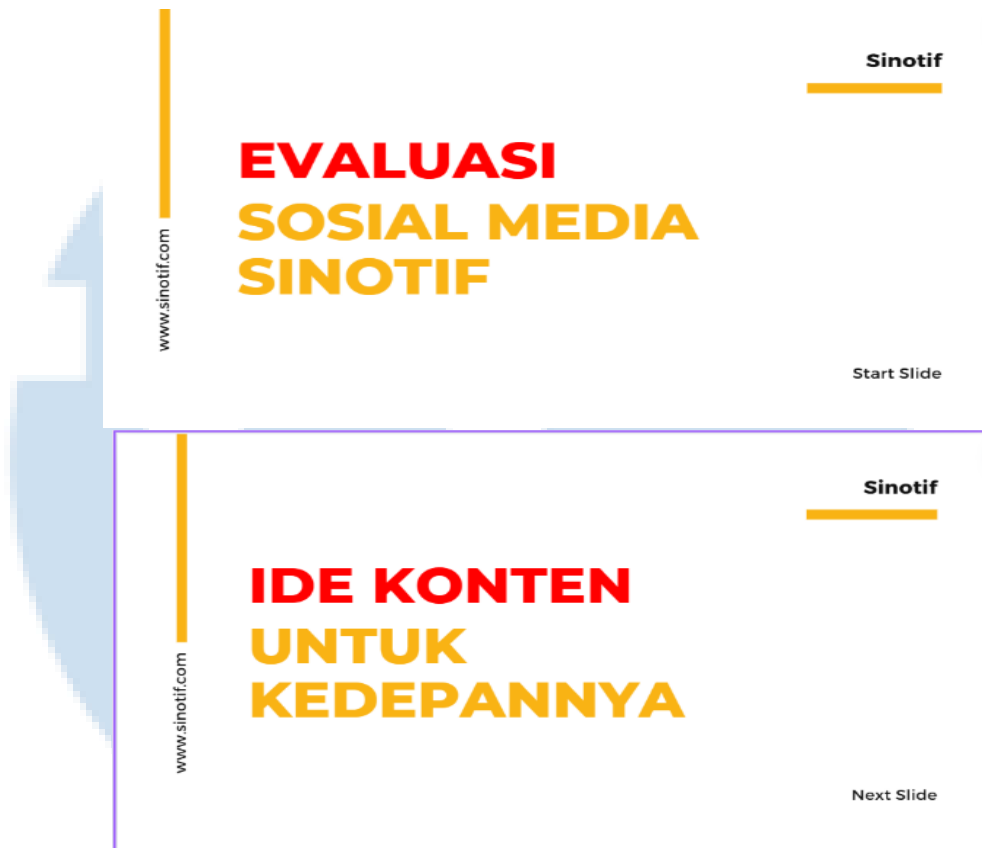 Sinotif
EVALUASI
SOSIAL MEDIA
SINOTIF
www.sinotif.com
Start Slide
Sinotif
IDE KONTEN
UNTUK
KEDEPANNYA
www.sinotif.com
Next Slide